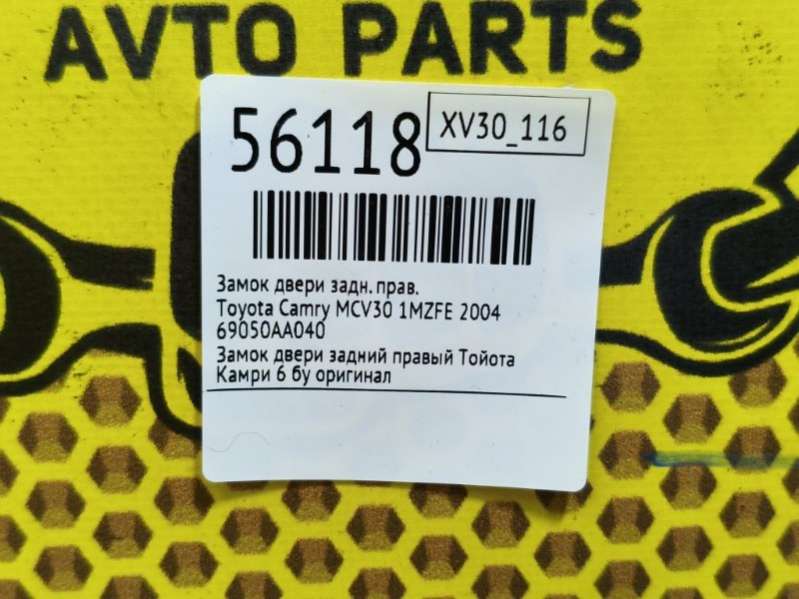 AVTO PARTS
56118
XV30_116
Замок двери задн. прав.
Toyota Camry MCV30 1MZFE 2004
69050AA040
Замок двери задний правый Тойота
Камри 6 бу оригинал